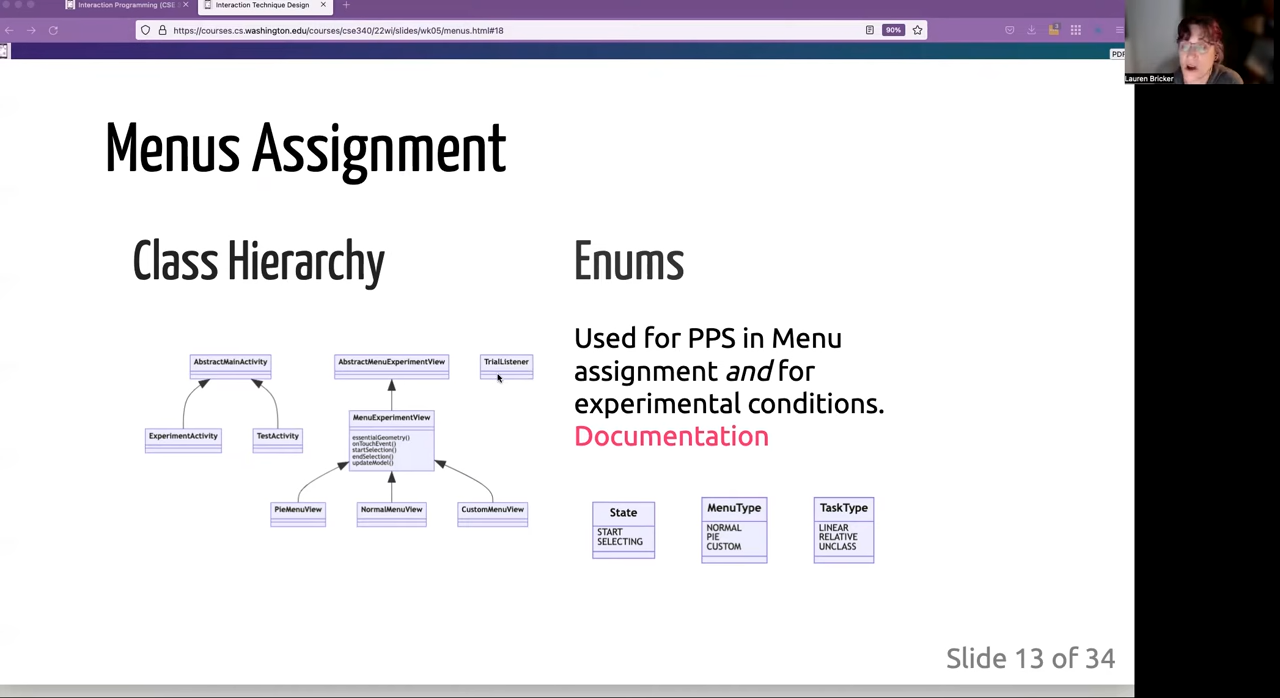 Interaction Programming (CSE
Interaction Technique Design
https://courses.cs.washington.edu/courses/cse340/22wi/slides/wk05/menus.html#18
90%
PDF
Lauren Bricker
Menus Assignment
Class Hierarchy
AbstractMainActivity
AbstractMenuExperimentView
TrialListener
ExperimentActivity
TestActivity
MenuExperimentView
essentialGeometry()
onTouchEvent()
startSelection()
endSelection()
updateModel()
PieMenuView
NormalMenuView
CustomMenuView
Enums
Used for PPS in Menu
assignment and for
experimental conditions.
Documentation
State
START
SELECTING
MenuType
NORMAL
PIE
CUSTOM
TaskType
LINEAR
RELATIVE
UNCLASS
Slide 13 of 34